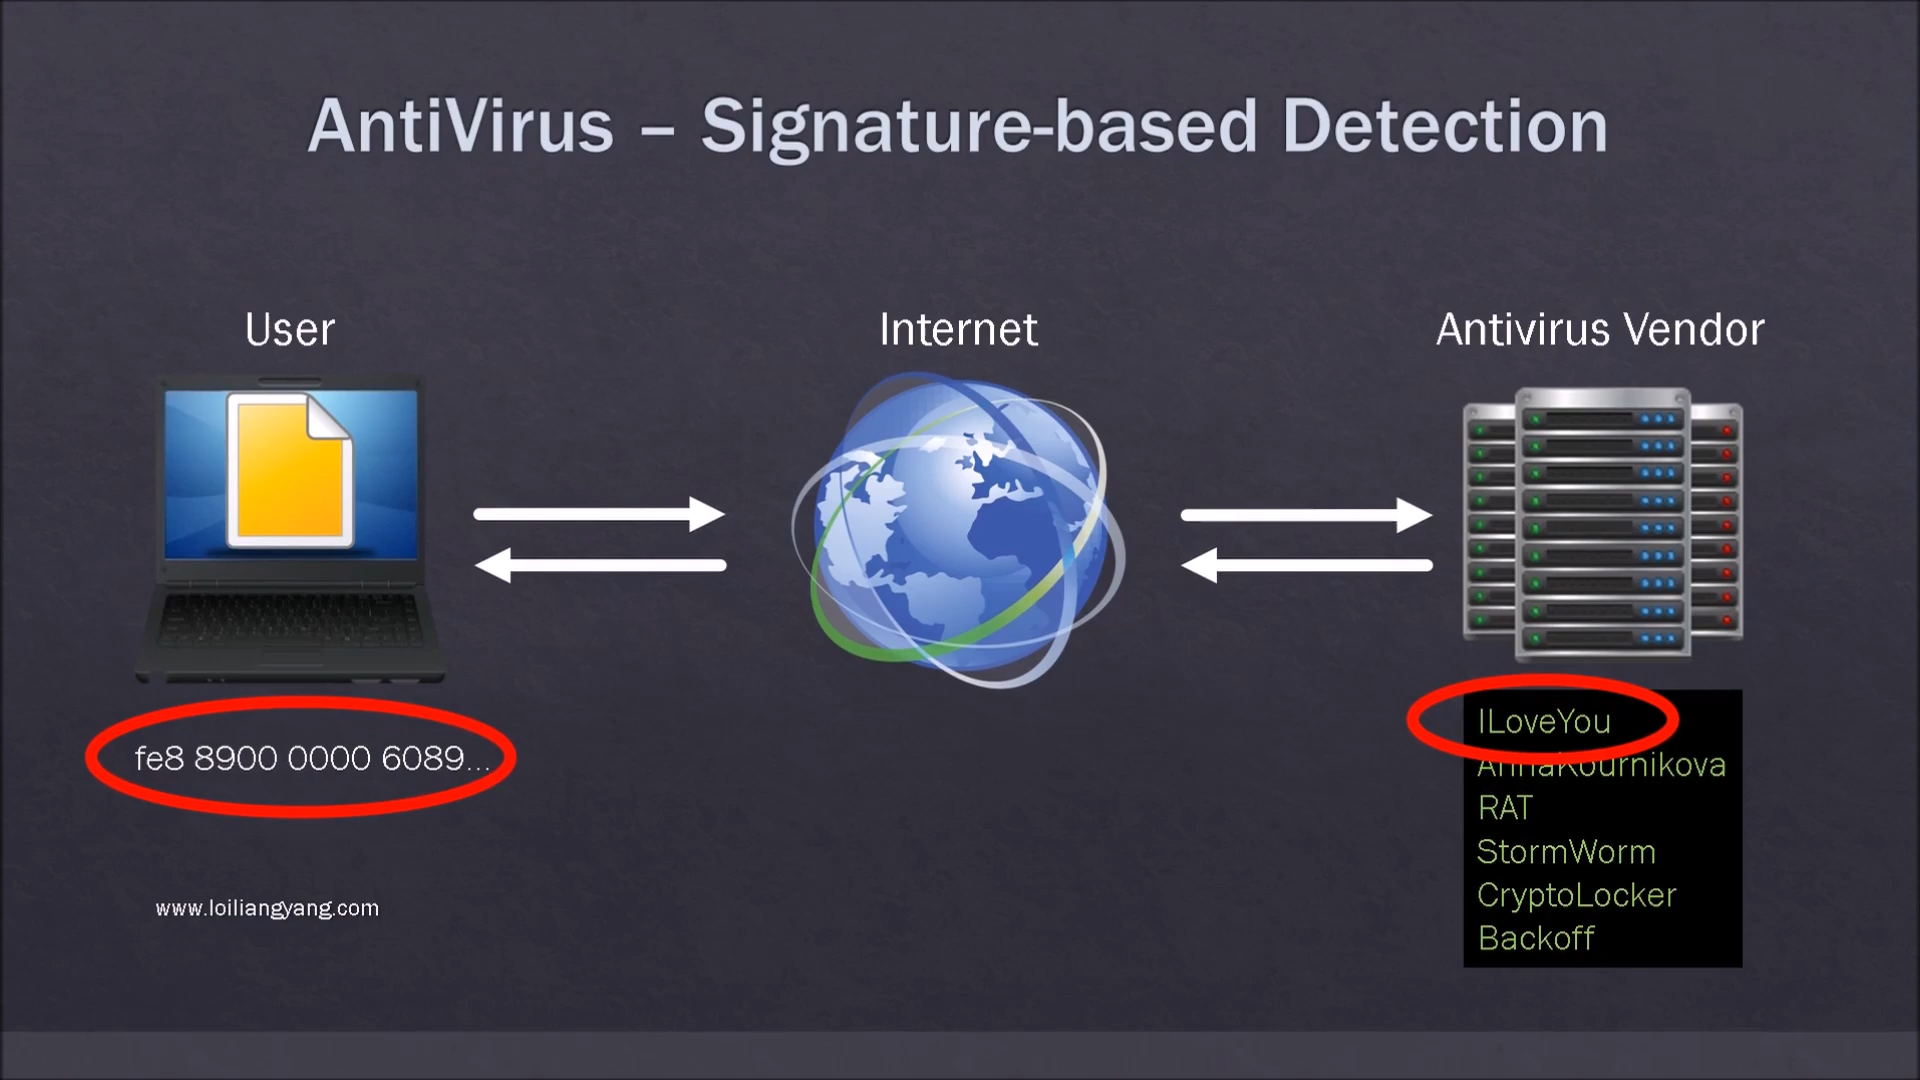 AntiVirus – Signature-based Detection
User
Internet
Antivirus Vendor
fe8 8900 0000 6089...
ILoveYou
AnnaKournikova
RAT
StormWorm
CryptoLocker
Backoff
www.loiliangyang.com